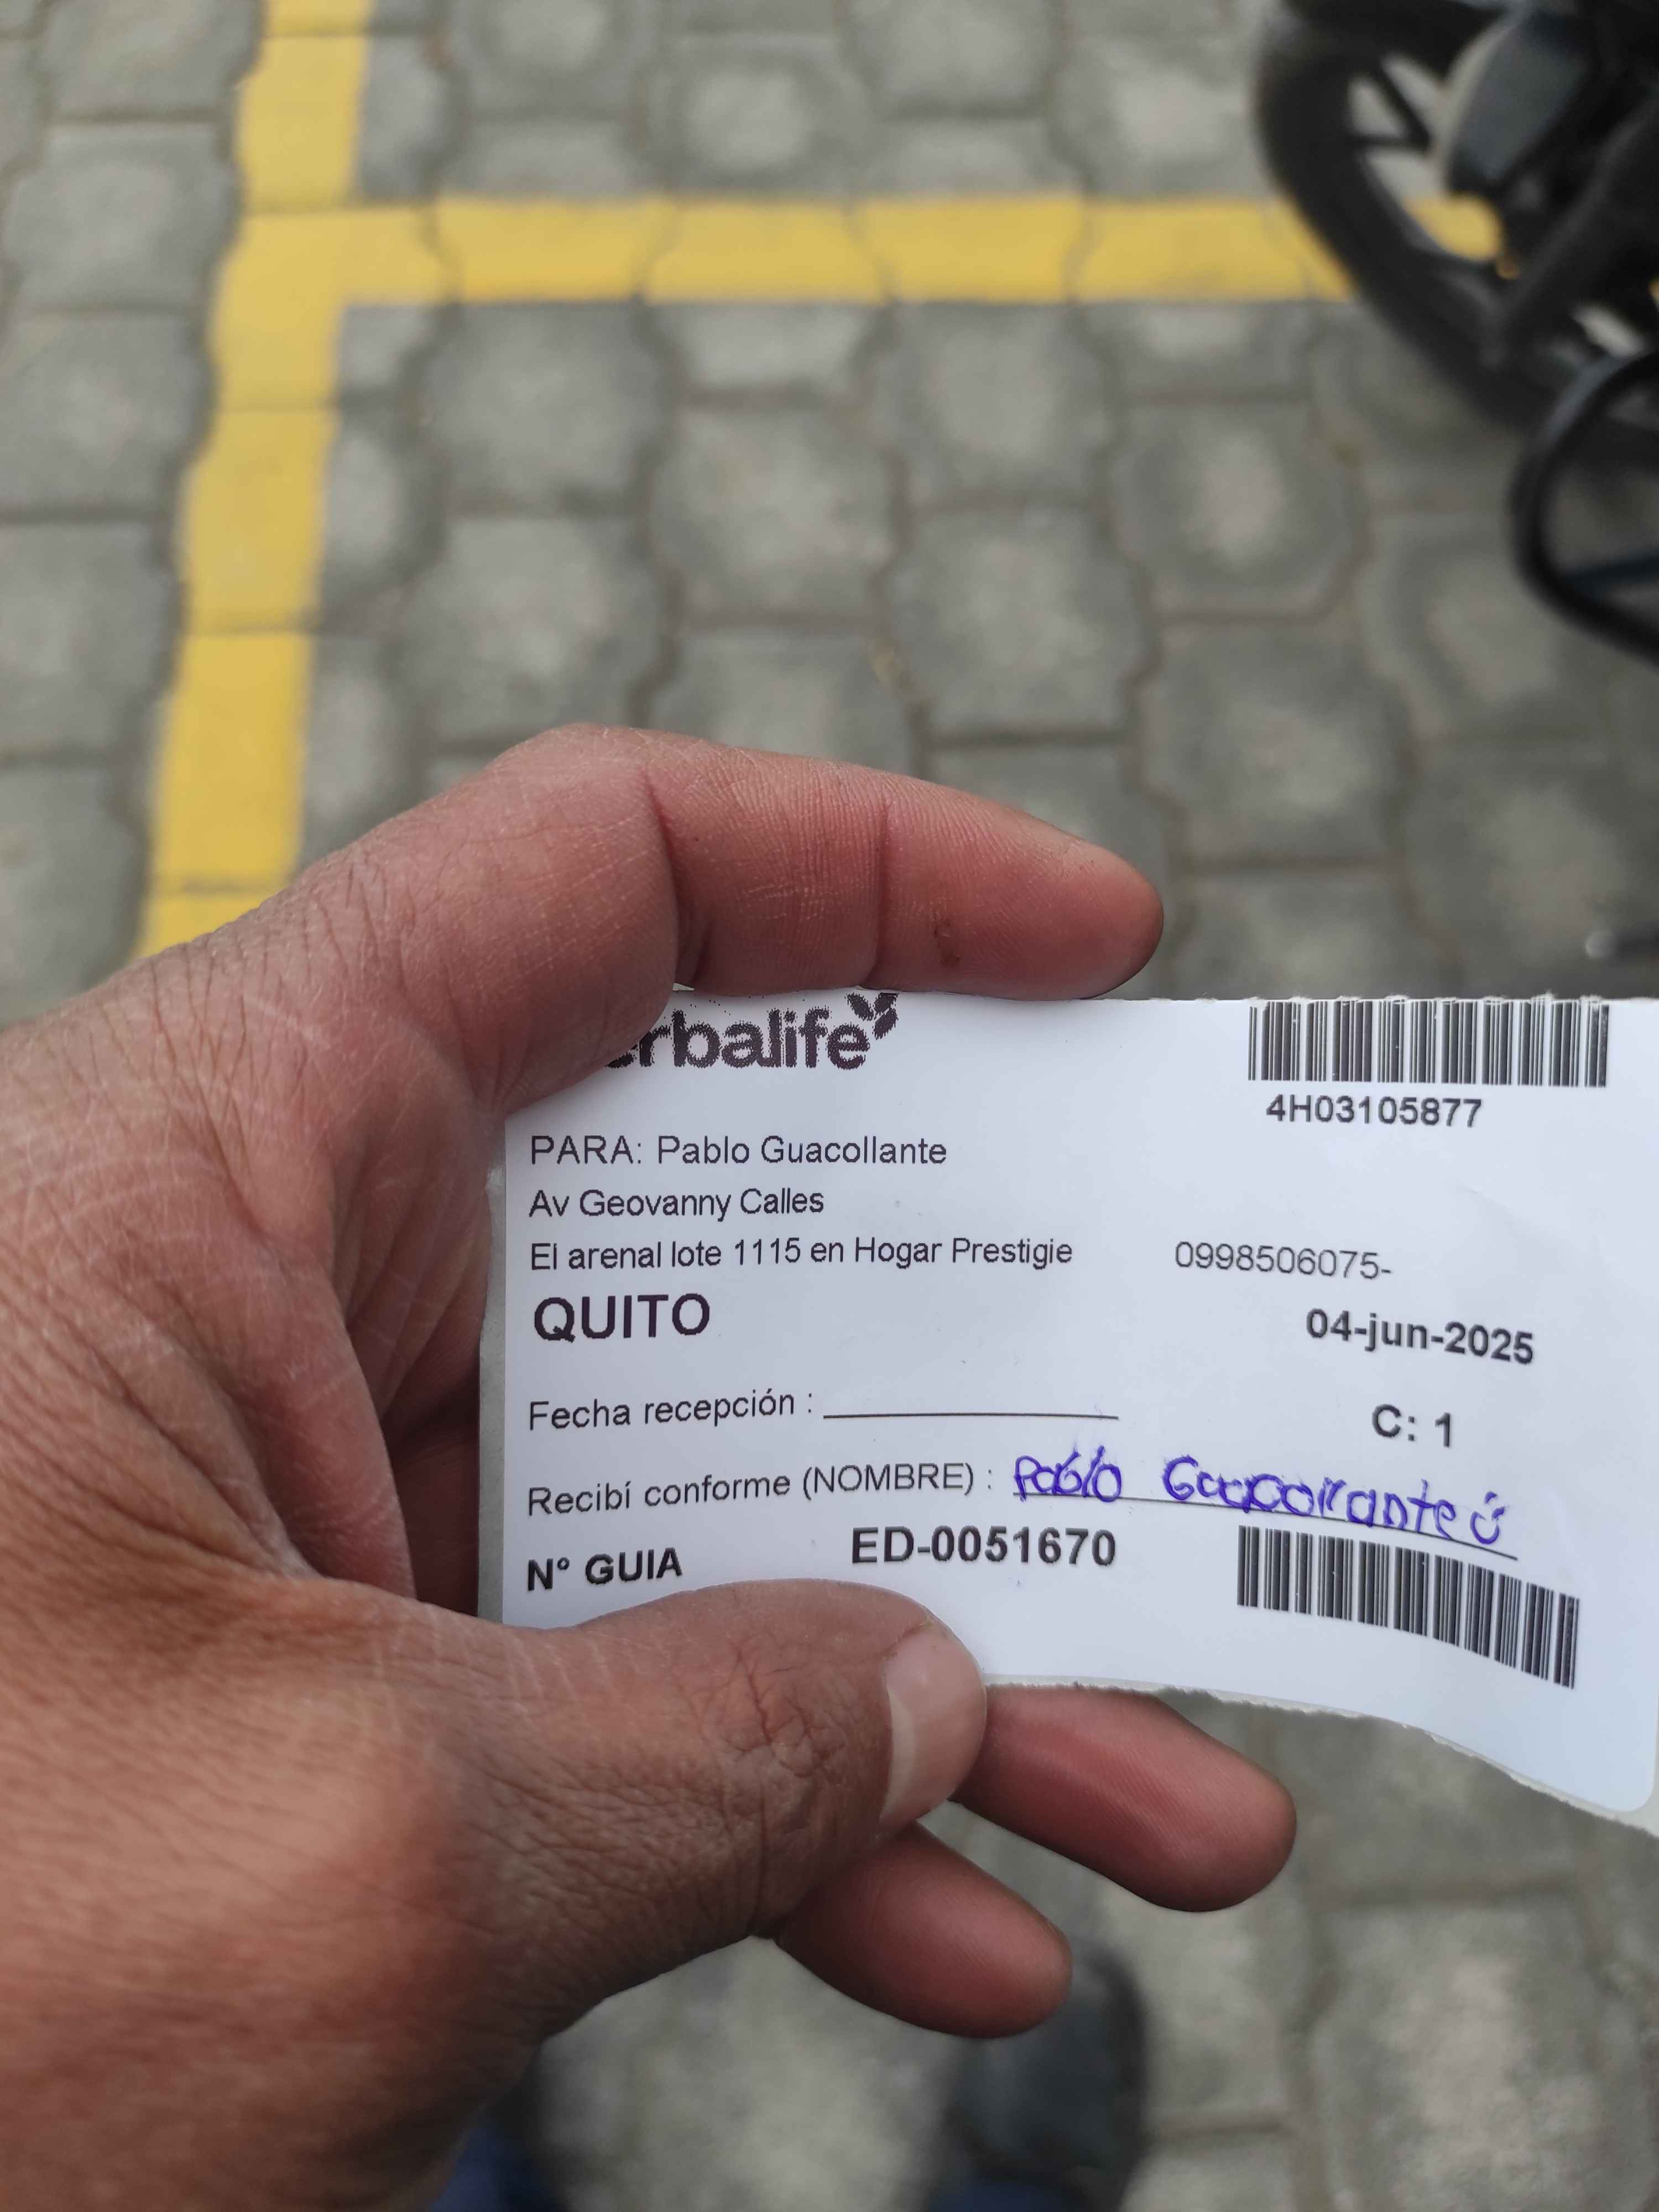 erbalife
4H03105877
PARA: Pablo Guacollante
Av Geovanny Calles
El arenal lote 1115 en Hogar Prestigie 0998506075-
QUITO
04-jun-2025
Fecha recepción :
C: 1
Recibí conforme (NOMBRE) : Pablo
N° GUIA ED-0051670